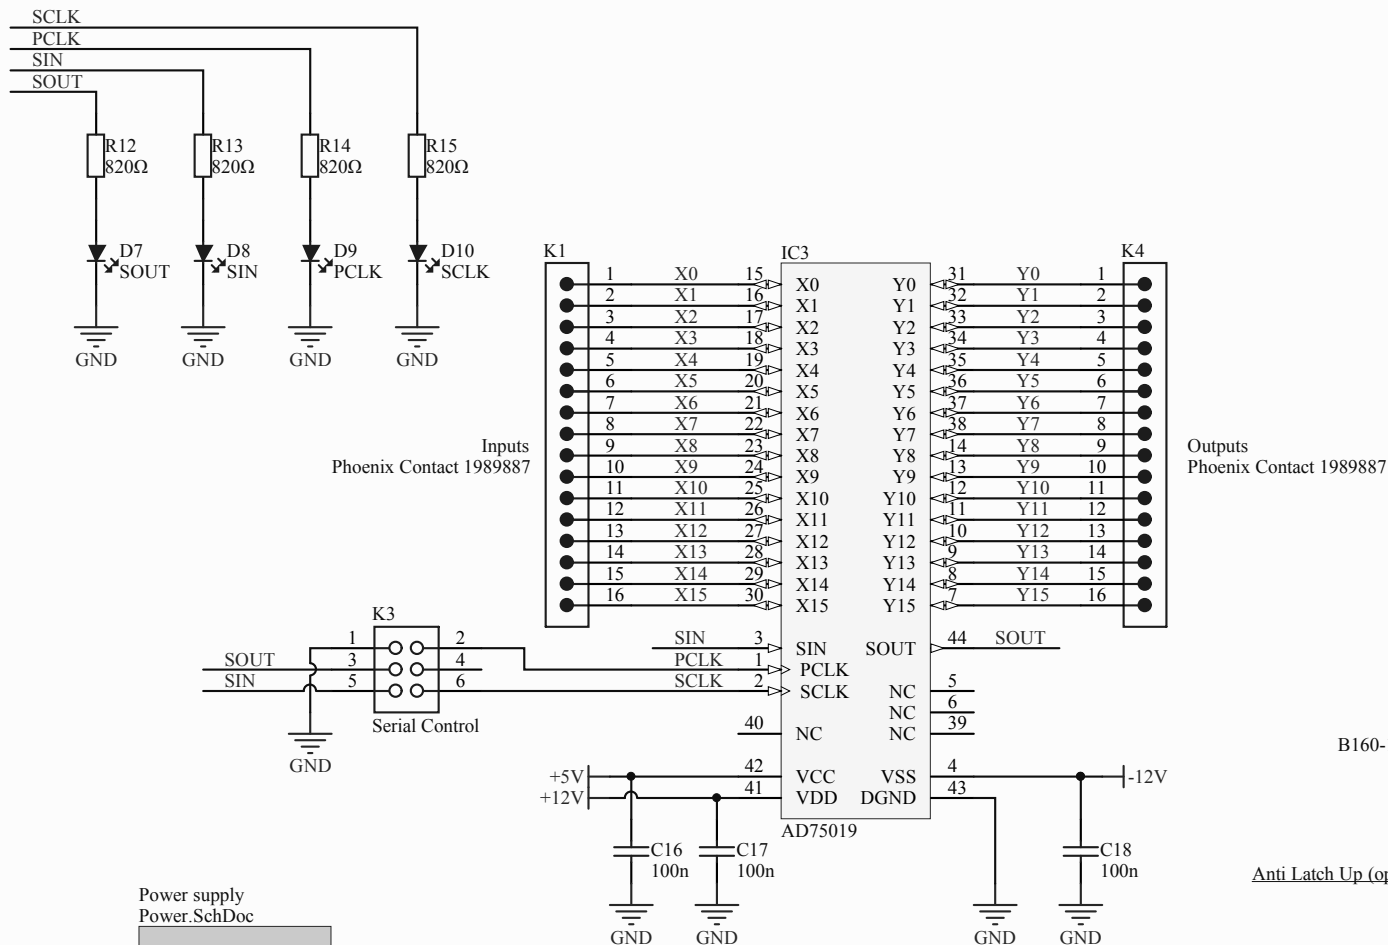 SCLK
PCLK
SIN
SOUT
R12
820Ω
R13
820Ω
R14
820Ω
R15
820Ω
D7
SOUT
D8
SIN
D9
PCLK
D10
SCLK
GND
GND
GND
GND
K1
IC3
K4
1 X0 15 X0 Y0 31 Y0 1
2 X1 16 X1 Y1 32 Y1 2
3 X2 17 X2 Y2 33 Y2 3
4 X3 18 X3 Y3 34 Y3 4
5 X4 19 X4 Y4 35 Y4 5
6 X5 20 X5 Y5 36 Y5 6
7 X6 21 X6 Y6 37 Y6 7
8 X7 22 X7 Y7 38 Y7 8
9 X8 23 X8 Y8 14 Y8 9
10 X9 24 X9 Y9 13 Y9 10
11 X10 25 X10 Y10 12 Y10 11
12 X11 26 X11 Y11 11 Y11 12
13 X12 27 X12 Y12 10 Y12 13
14 X13 28 X13 Y13 9 Y13 14
15 X14 29 X14 Y14 8 Y14 15
16 X15 30 X15 Y15 7 Y15 16
Inputs
Phoenix Contact 1989887
Outputs
Phoenix Contact 1989887
K3
1 2
SOUT 3 4
SIN 5 6
Serial Control
GND
SIN 3 SIN SOUT 44 SOUT
PCLK 1 PCLK
SCLK 2 SCLK NC 5
NC 6
40 NC NC 39
B160-
+5V 42 VCC VSS 4 -12V
+12V 41 VDD DGND 43
AD75019
C16
100n
C17
100n
C18
100n
Anti Latch Up (op
GND
GND
GND
GND
Power supply
Power.SchDoc